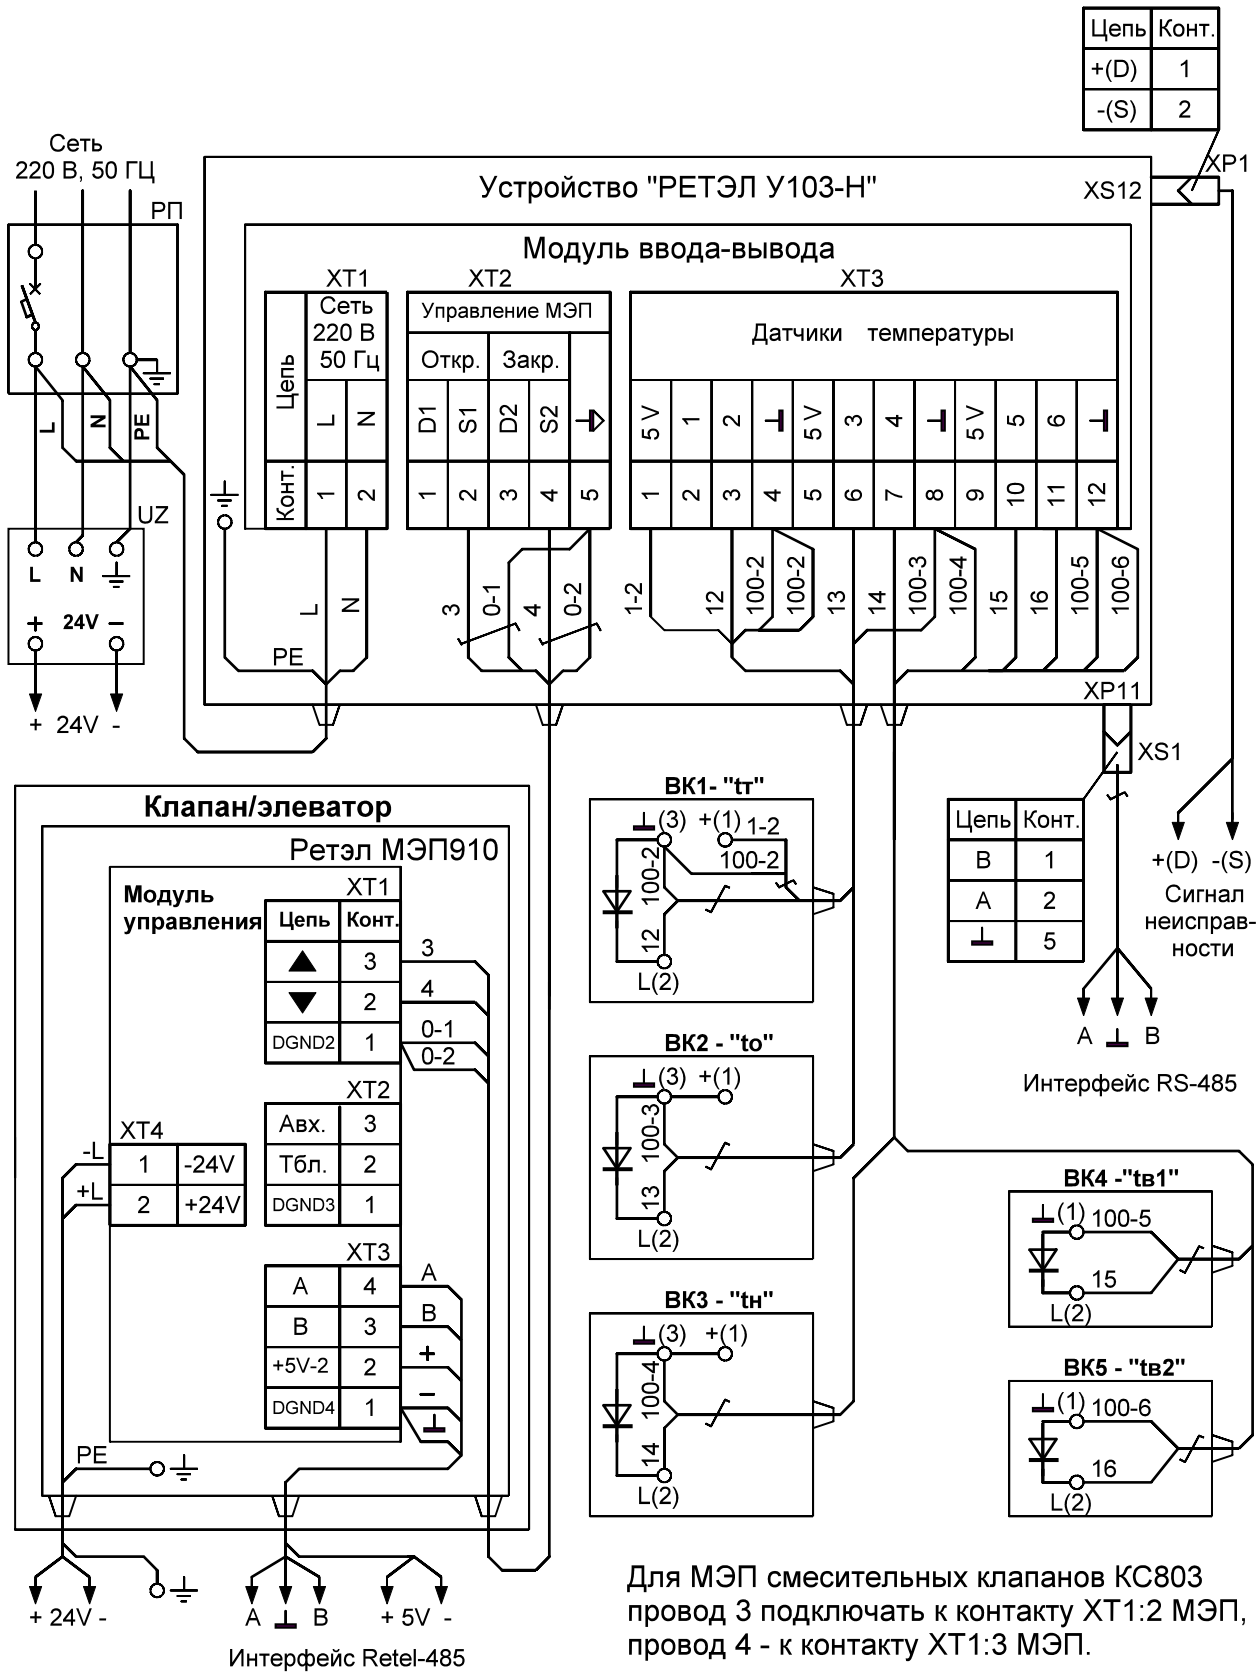 Цепь Конт.
+(D) 1
-(S) 2
Сеть
220 В, 50 ГЦ
XP1
РП
Устройство "РЕТЭЛ У103-Н"
XS12
Модуль ввода-вывода
XT1
XT2
XT3
Цепь
Сеть
220 В
50 Гц
L N
Конт. 1 2
Управление МЭП
Откр. Закр.
D1 S1 D2 S2
1 2 3 4 5
Датчики температуры
5 V 1 2 5 V 3 4 5 V 5 6
1 2 3 4 5 6 7 8 9 10 11 12
L N PE
UZ
L N
+ 24V -
+ 24V -
PE L N
3 0-1 4 0-2
1-2 12 100-2 100-2 13 14 100-3 100-4 15 16 100-5 100-6
XP11
XS1
Цепь Конт.
B 1
A 2
5
A B
Интерфейс RS-485
+(D) -(S)
Сигнал
неисправ-
ности
Клапан/элеватор
Ретэл МЭП910
Модуль
управления
XT1
Цепь Конт.
3
2
DGND2 1
3
4
0-1
0-2
XT2
Авх. 3
Тбл. 2
DGND3 1
XT4
1 -24V
2 +24V
-L
+L
XT3
A 4
B 3
+5V-2 2
DGND4 1
A
B
+
−
PE
+ 24V -
A B
+ 5V -
Интерфейс Retel-485
ВК1- "tт"
(3) +(1) 1-2
100-2
100-2
12
L(2)
ВК2 - "tо"
(3) +(1)
100-3
13
L(2)
ВК3 - "tн"
(3) +(1)
100-4
14
L(2)
ВК4 -"tв1"
(1) 100-5
15
L(2)
ВК5 - "tв2"
(1) 100-6
16
L(2)
Для МЭП смесительных клапанов КС803
провод 3 подключать к контакту XT1:2 МЭП,
провод 4 - к контакту XT1:3 МЭП.